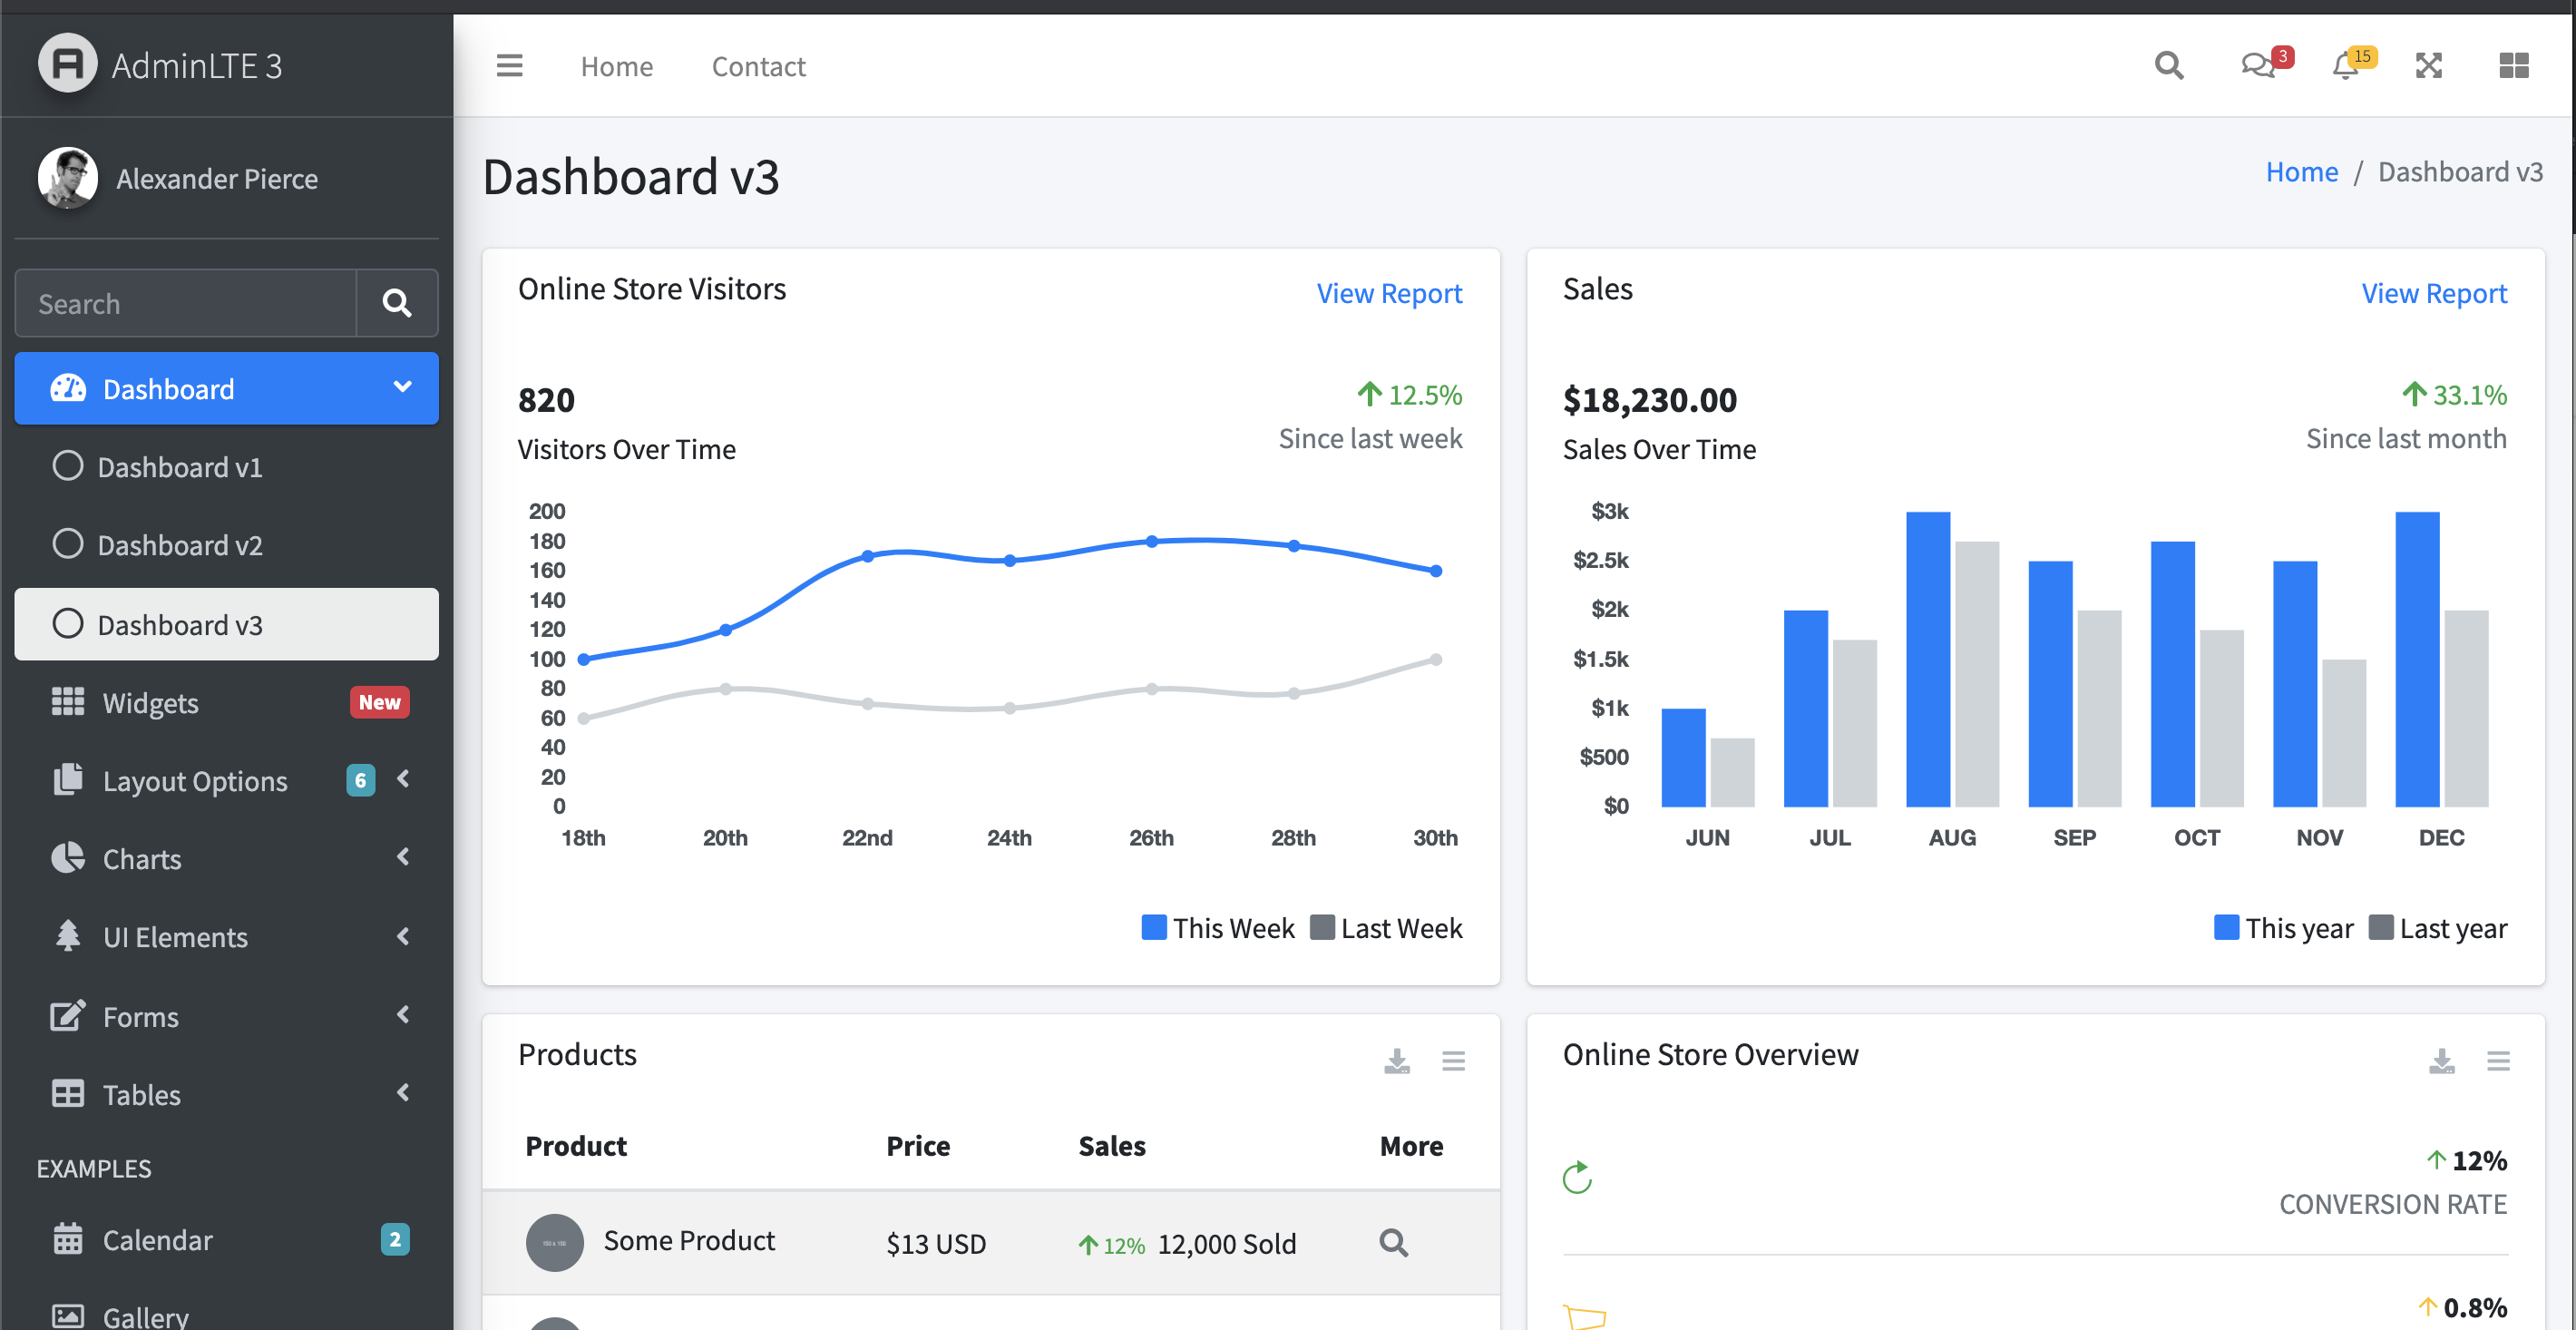 AdminLTE 3
Alexander Pierce
Search
Dashboard
Dashboard v1
Dashboard v2
Dashboard v3
Widgets New
Layout Options 6
Charts
UI Elements
Forms
Tables
EXAMPLES
Calendar 2
Gallery
Home Contact
3 15
Dashboard v3
Home / Dashboard v3
Online Store Visitors View Report
820
Visitors Over Time
12.5%
Since last week
200
180
160
140
120
100
80
60
40
20
0
18th 20th 22nd 24th 26th 28th 30th
This Week Last Week
Sales View Report
$18,230.00
Sales Over Time
33.1%
Since last month
$3k
$2.5k
$2k
$1.5k
$1k
$500
$0
JUN JUL AUG SEP OCT NOV DEC
This year Last year
Products
Product Price Sales More
Some Product $13 USD 12% 12,000 Sold
Online Store Overview
12%
CONVERSION RATE
0.8%